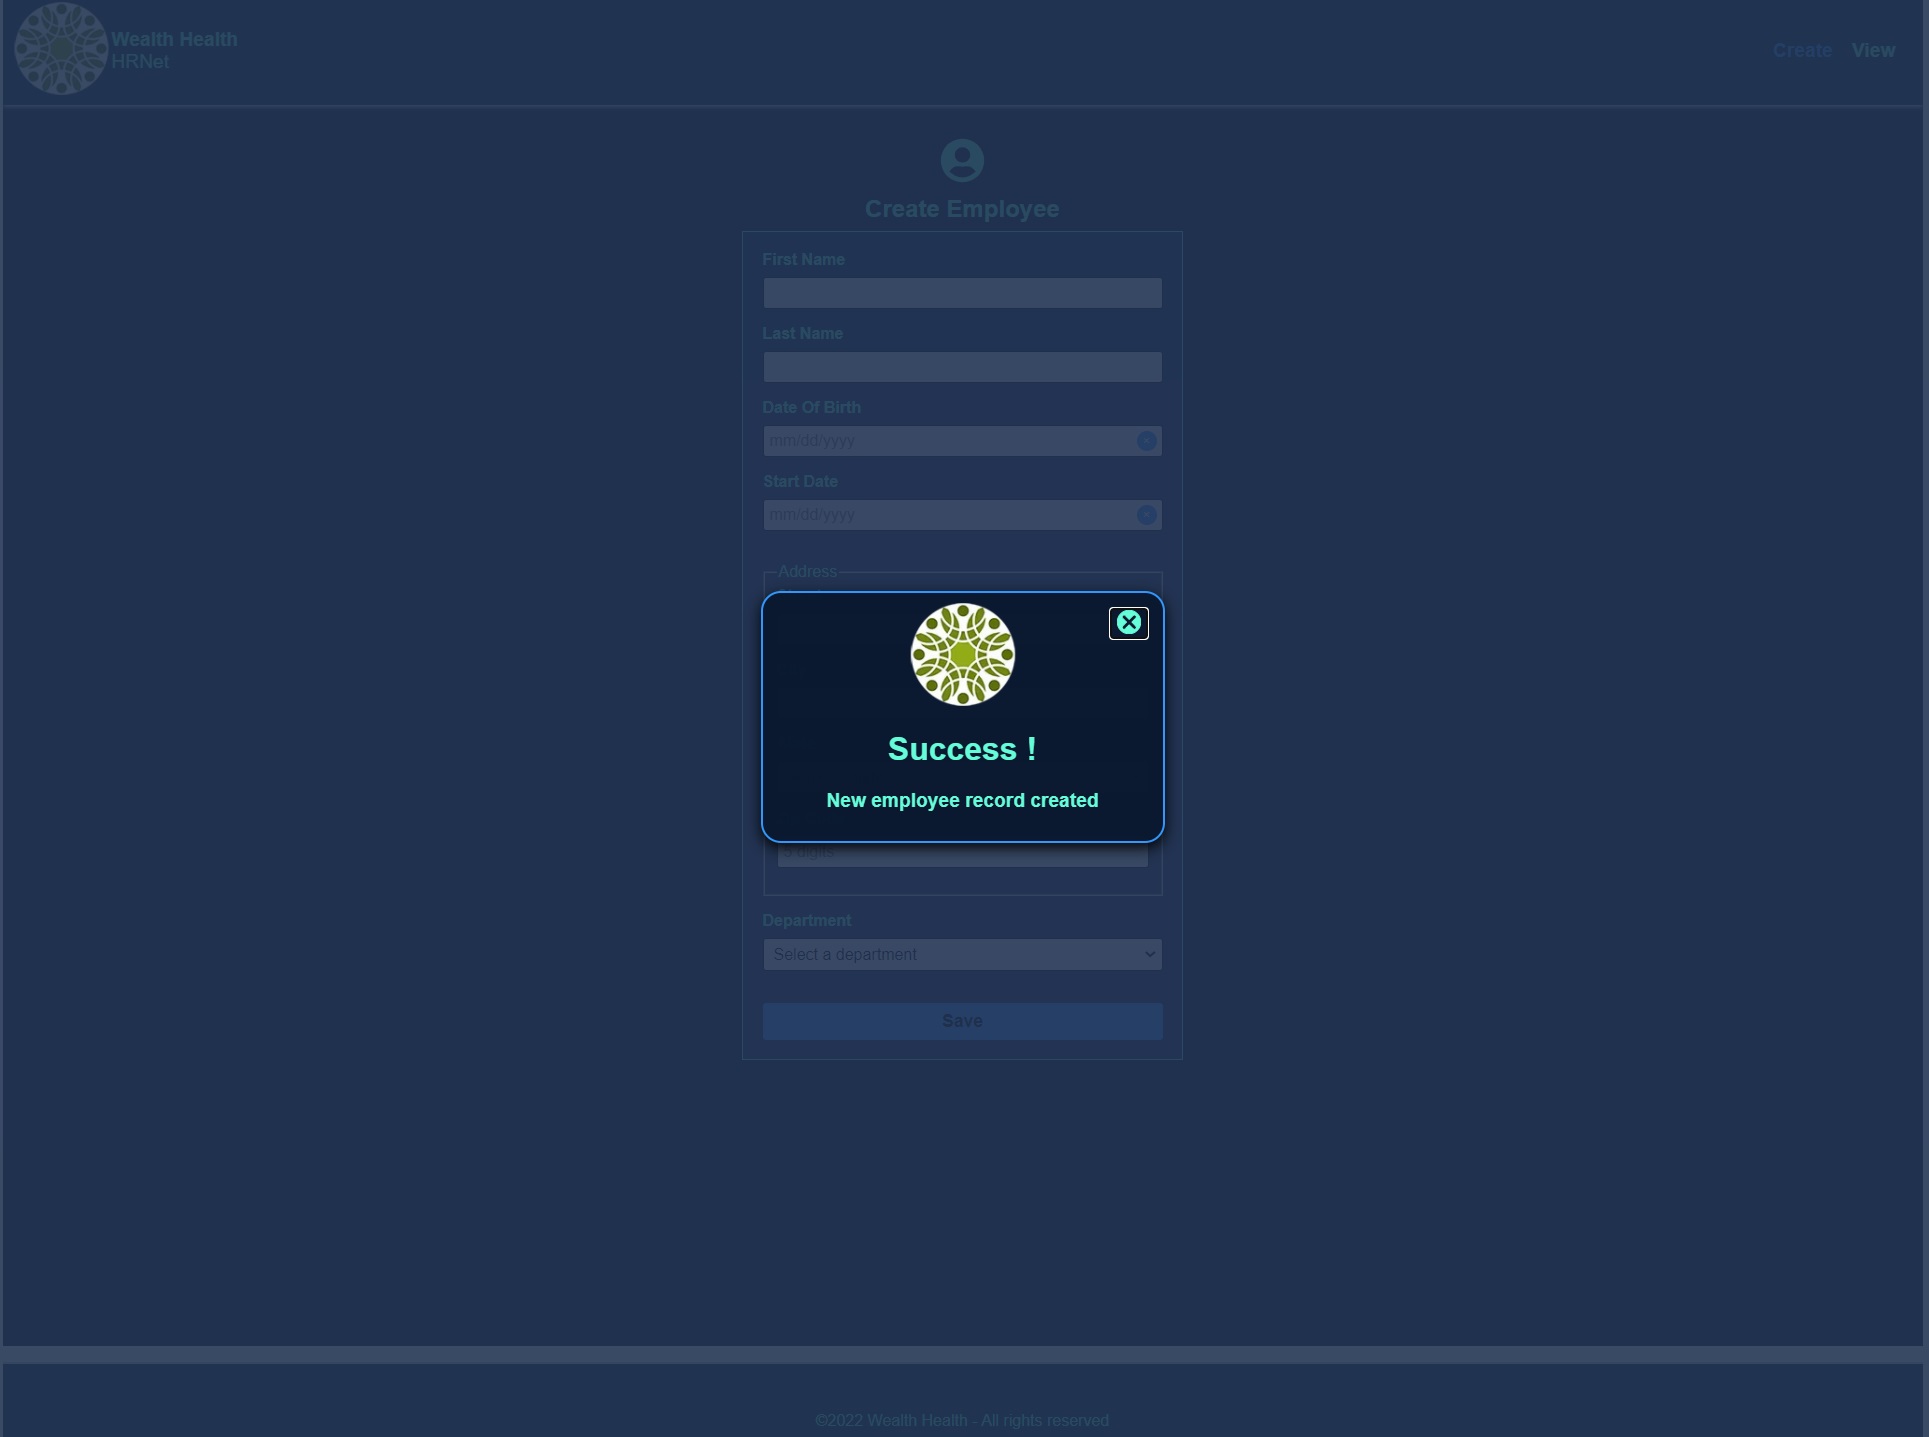 Wealth Health
HRNet
Create View
Create Employee
First Name
Last Name
Date Of Birth
mm/dd/yyyy
Start Date
mm/dd/yyyy
Address
Success !
New employee record created
5 digits
Department
Select a department
Save
©2022 Wealth Health - All rights reserved